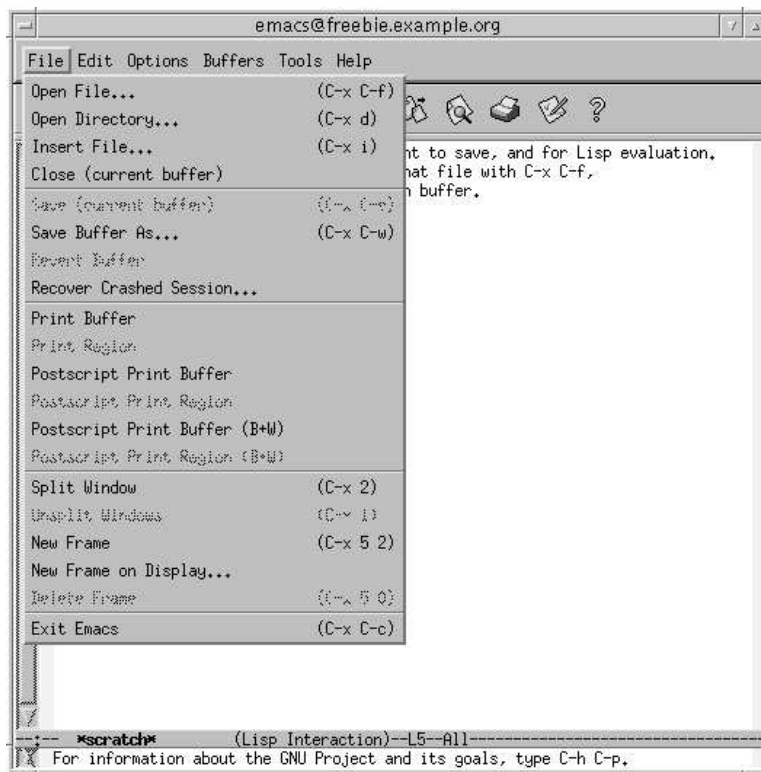 emacs@freebie.example.org
File Edit Options Buffers Tools Help
Open File... (C-x C-f)
Open Directory... (C-x d)
Insert File... (C-x i)
Close (current buffer)
Save (current buffer) (C-x C-s)
Save Buffer As... (C-x C-w)
Revert Buffer
Recover Crashed Session...
Print Buffer
Print Region
Postscript Print Buffer
Postscript Print Region
Postscript Print Buffer (B+W)
Postscript Print Region (B+W)
Split Window (C-x 2)
Unsplit Windows (C-x 1)
New Frame (C-x 5 2)
New Frame on Display...
Delete Frame (C-x 5 0)
Exit Emacs (C-x C-c)
nt to save, and for Lisp evaluation.
hat file with C-x C-f,
n buffer.
--:-- *scratch* (Lisp Interaction)--L5--All--------------------
For information about the GNU Project and its goals, type C-h C-p.